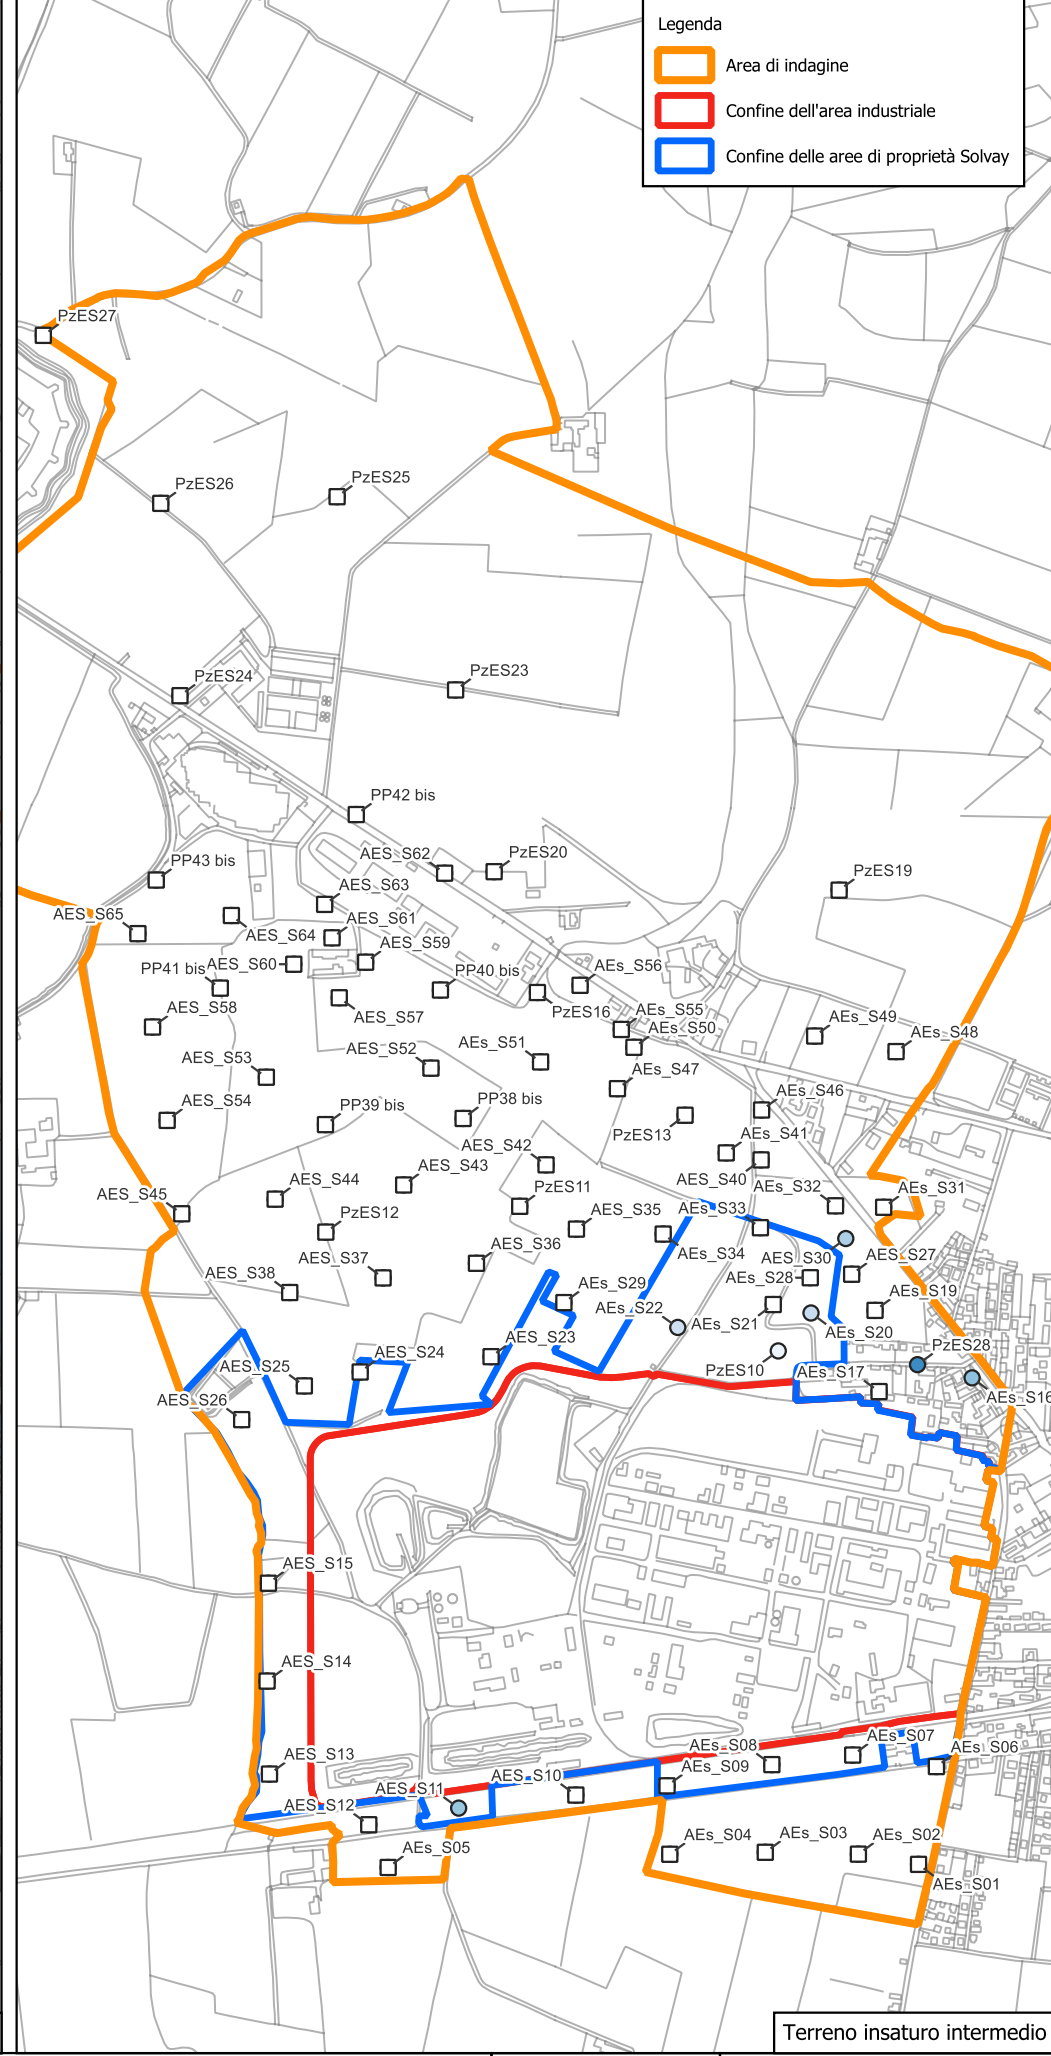 Legenda
Area di indagine
Confine dell'area industriale
Confine delle aree di proprietà Solvay
PzES27
PzES26
PzES25
PzES24
PzES23
PP42 bis
AES_S62
PzES20
PP43 bis
AES_S63
PzES19
AES_S65
AES_S64
AES_S61
AES_S59
PP41 bis
AES_S60
PP40 bis
AEs_S56
AES_S58
AES_S57
PzES16
AEs_S55
AEs_S50
AEs_S49
AEs_S48
AES_S53
AES_S52
AEs_S51
AEs_S47
AES_S54
PP39 bis
PP38 bis
AEs_S46
PzES13
AEs_S41
AES_S42
AES_S40
AES_S45
AES_S44
AES_S43
PzES11
AEs_S32
AEs_S31
PzES12
AES_S35
AEs_S33
AEs_S34
AES_S36
AES_S37
AES_S38
AES_S30
AEs_S27
AEs_S28
AEs_S29
AEs_S22
AEs_S21
AEs_S19
AEs_S20
AES_S23
AES_S24
AES_S25
PzES28
PzES10
AEs_S17
AEs_S16
AES_S26
AES_S15
AES_S14
AES_S13
AEs_S08
AEs_S07
AEs_S06
AES_S12
AES_S11
AES_S10
AEs_S09
AEs_S05
AEs_S04
AEs_S03
AEs_S02
AEs_S01
Terreno insaturo intermedio